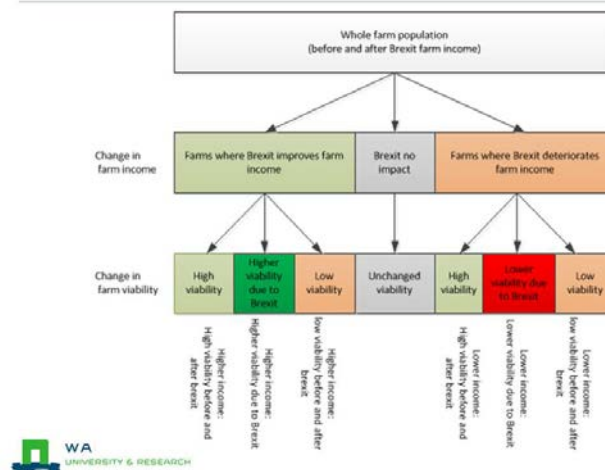 Whole farm population
(before and after Brexit farm income)
Change in
farm income
Farms where Brexit improves farm
income
Brexit no
impact
Farms where Brexit deteriorates
farm income
Change in
farm viability
High
viability
Higher
viability
due to
Brexit
Low
viability
Unchanged
viability
High
viability
Lower
viability due
to Brexit
Low
viability
Higher income:
High viability before and
after brexit
Higher income:
Higher viability due to Brexit
Higher income:
low viability before and after
brexit
Lower income:
High viability before and
after brexit
Lower income:
Lower viability due to Brexit
Lower income:
low viability before and after
brexit
WA
UNIVERSITY & RESEARCH